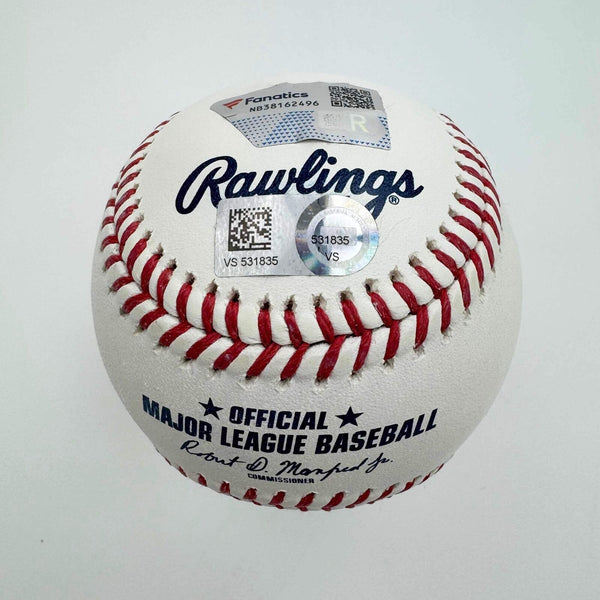 Fanatics
NB38162496
R
Rawlings®
VS 531835
531835
VS
OFFICIAL
MAJOR LEAGUE BASEBALL
Robert D. Manfred Jr.
COMMISSIONER